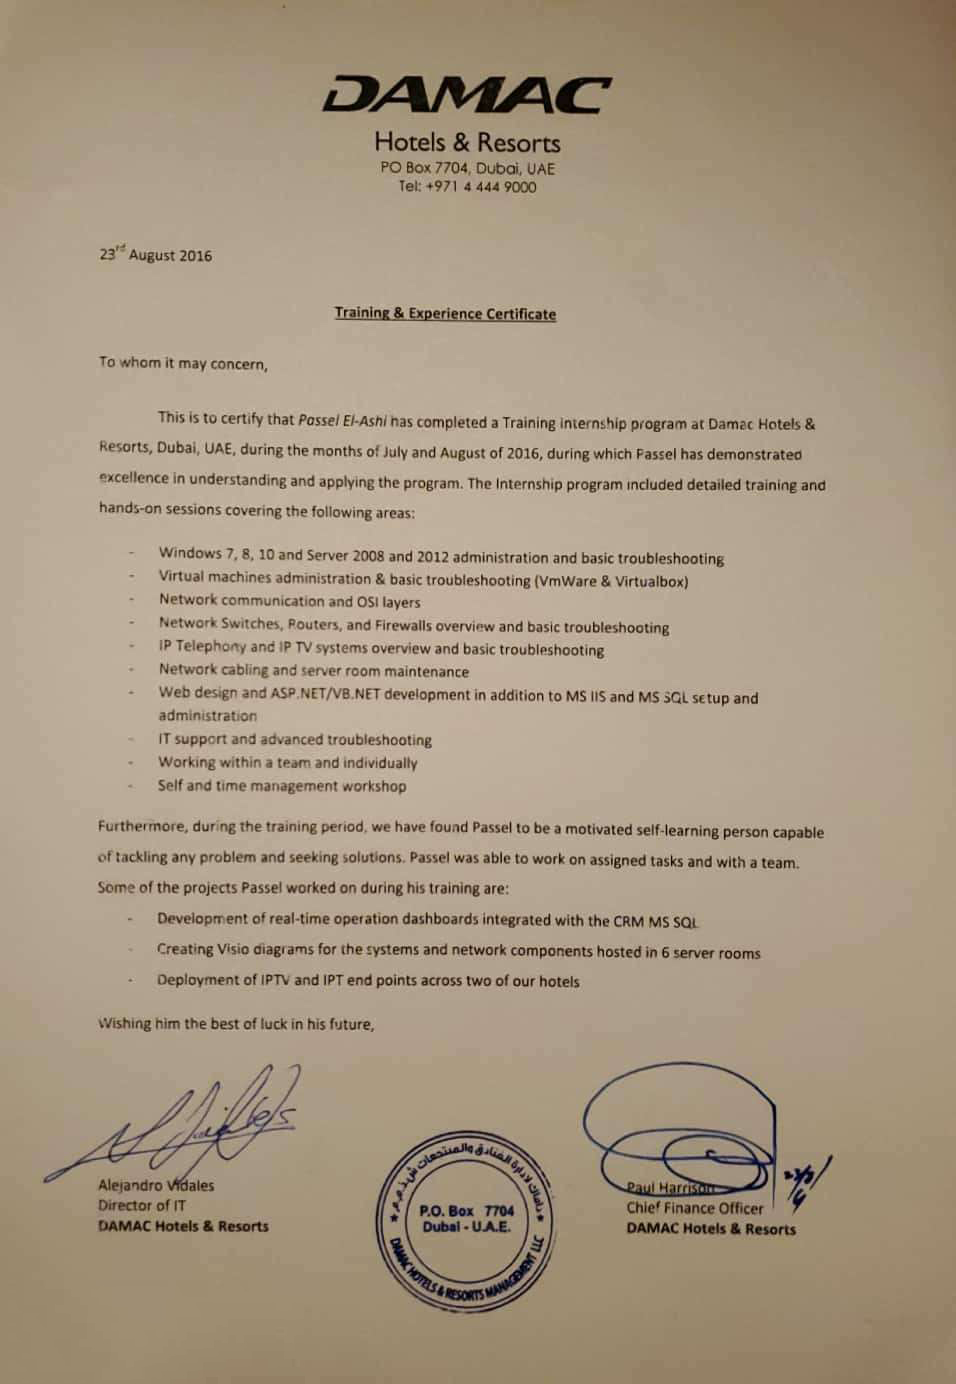 DAMAC
Hotels & Resorts
PO Box 7704, Dubai, UAE
Tel: +971 4 444 9000
23rd August 2016
Training & Experience Certificate
To whom it may concern,
This is to certify that Passel El-Ashi has completed a Training internship program at Damac Hotels &
Resorts, Dubai, UAE, during the months of July and August of 2016, during which Passel has demonstrated
excellence in understanding and applying the program. The Internship program included detailed training and
hands-on sessions covering the following areas:
- Windows 7, 8, 10 and Server 2008 and 2012 administration and basic troubleshooting
- Virtual machines administration & basic troubleshooting (VmWare & Virtualbox)
- Network communication and OSI layers
- Network Switches, Routers, and Firewalls overview and basic troubleshooting
- IP Telephony and IP TV systems overview and basic troubleshooting
- Network cabling and server room maintenance
- Web design and ASP.NET/VB.NET development in addition to MS IIS and MS SQL setup and
administration
- IT support and advanced troubleshooting
- Working within a team and individually
- Self and time management workshop
Furthermore, during the training period, we have found Passel to be a motivated self-learning person capable
of tackling any problem and seeking solutions. Passel was able to work on assigned tasks and with a team.
Some of the projects Passel worked on during his training are:
- Development of real-time operation dashboards integrated with the CRM MS SQL
- Creating Visio diagrams for the systems and network components hosted in 6 server rooms
- Deployment of IPTV and IPT end points across two of our hotels
Wishing him the best of luck in his future,
Alejandro Vidales
Director of IT
DAMAC Hotels & Resorts
داماك لادارة الفنادق والمنتجعات ش.ذ.م.م
P.O. Box 7704
Dubai - U.A.E.
DAMAC HOTELS & RESORTS MANAGEMENT LLC
Paul Harrison
Chief Finance Officer
DAMAC Hotels & Resorts